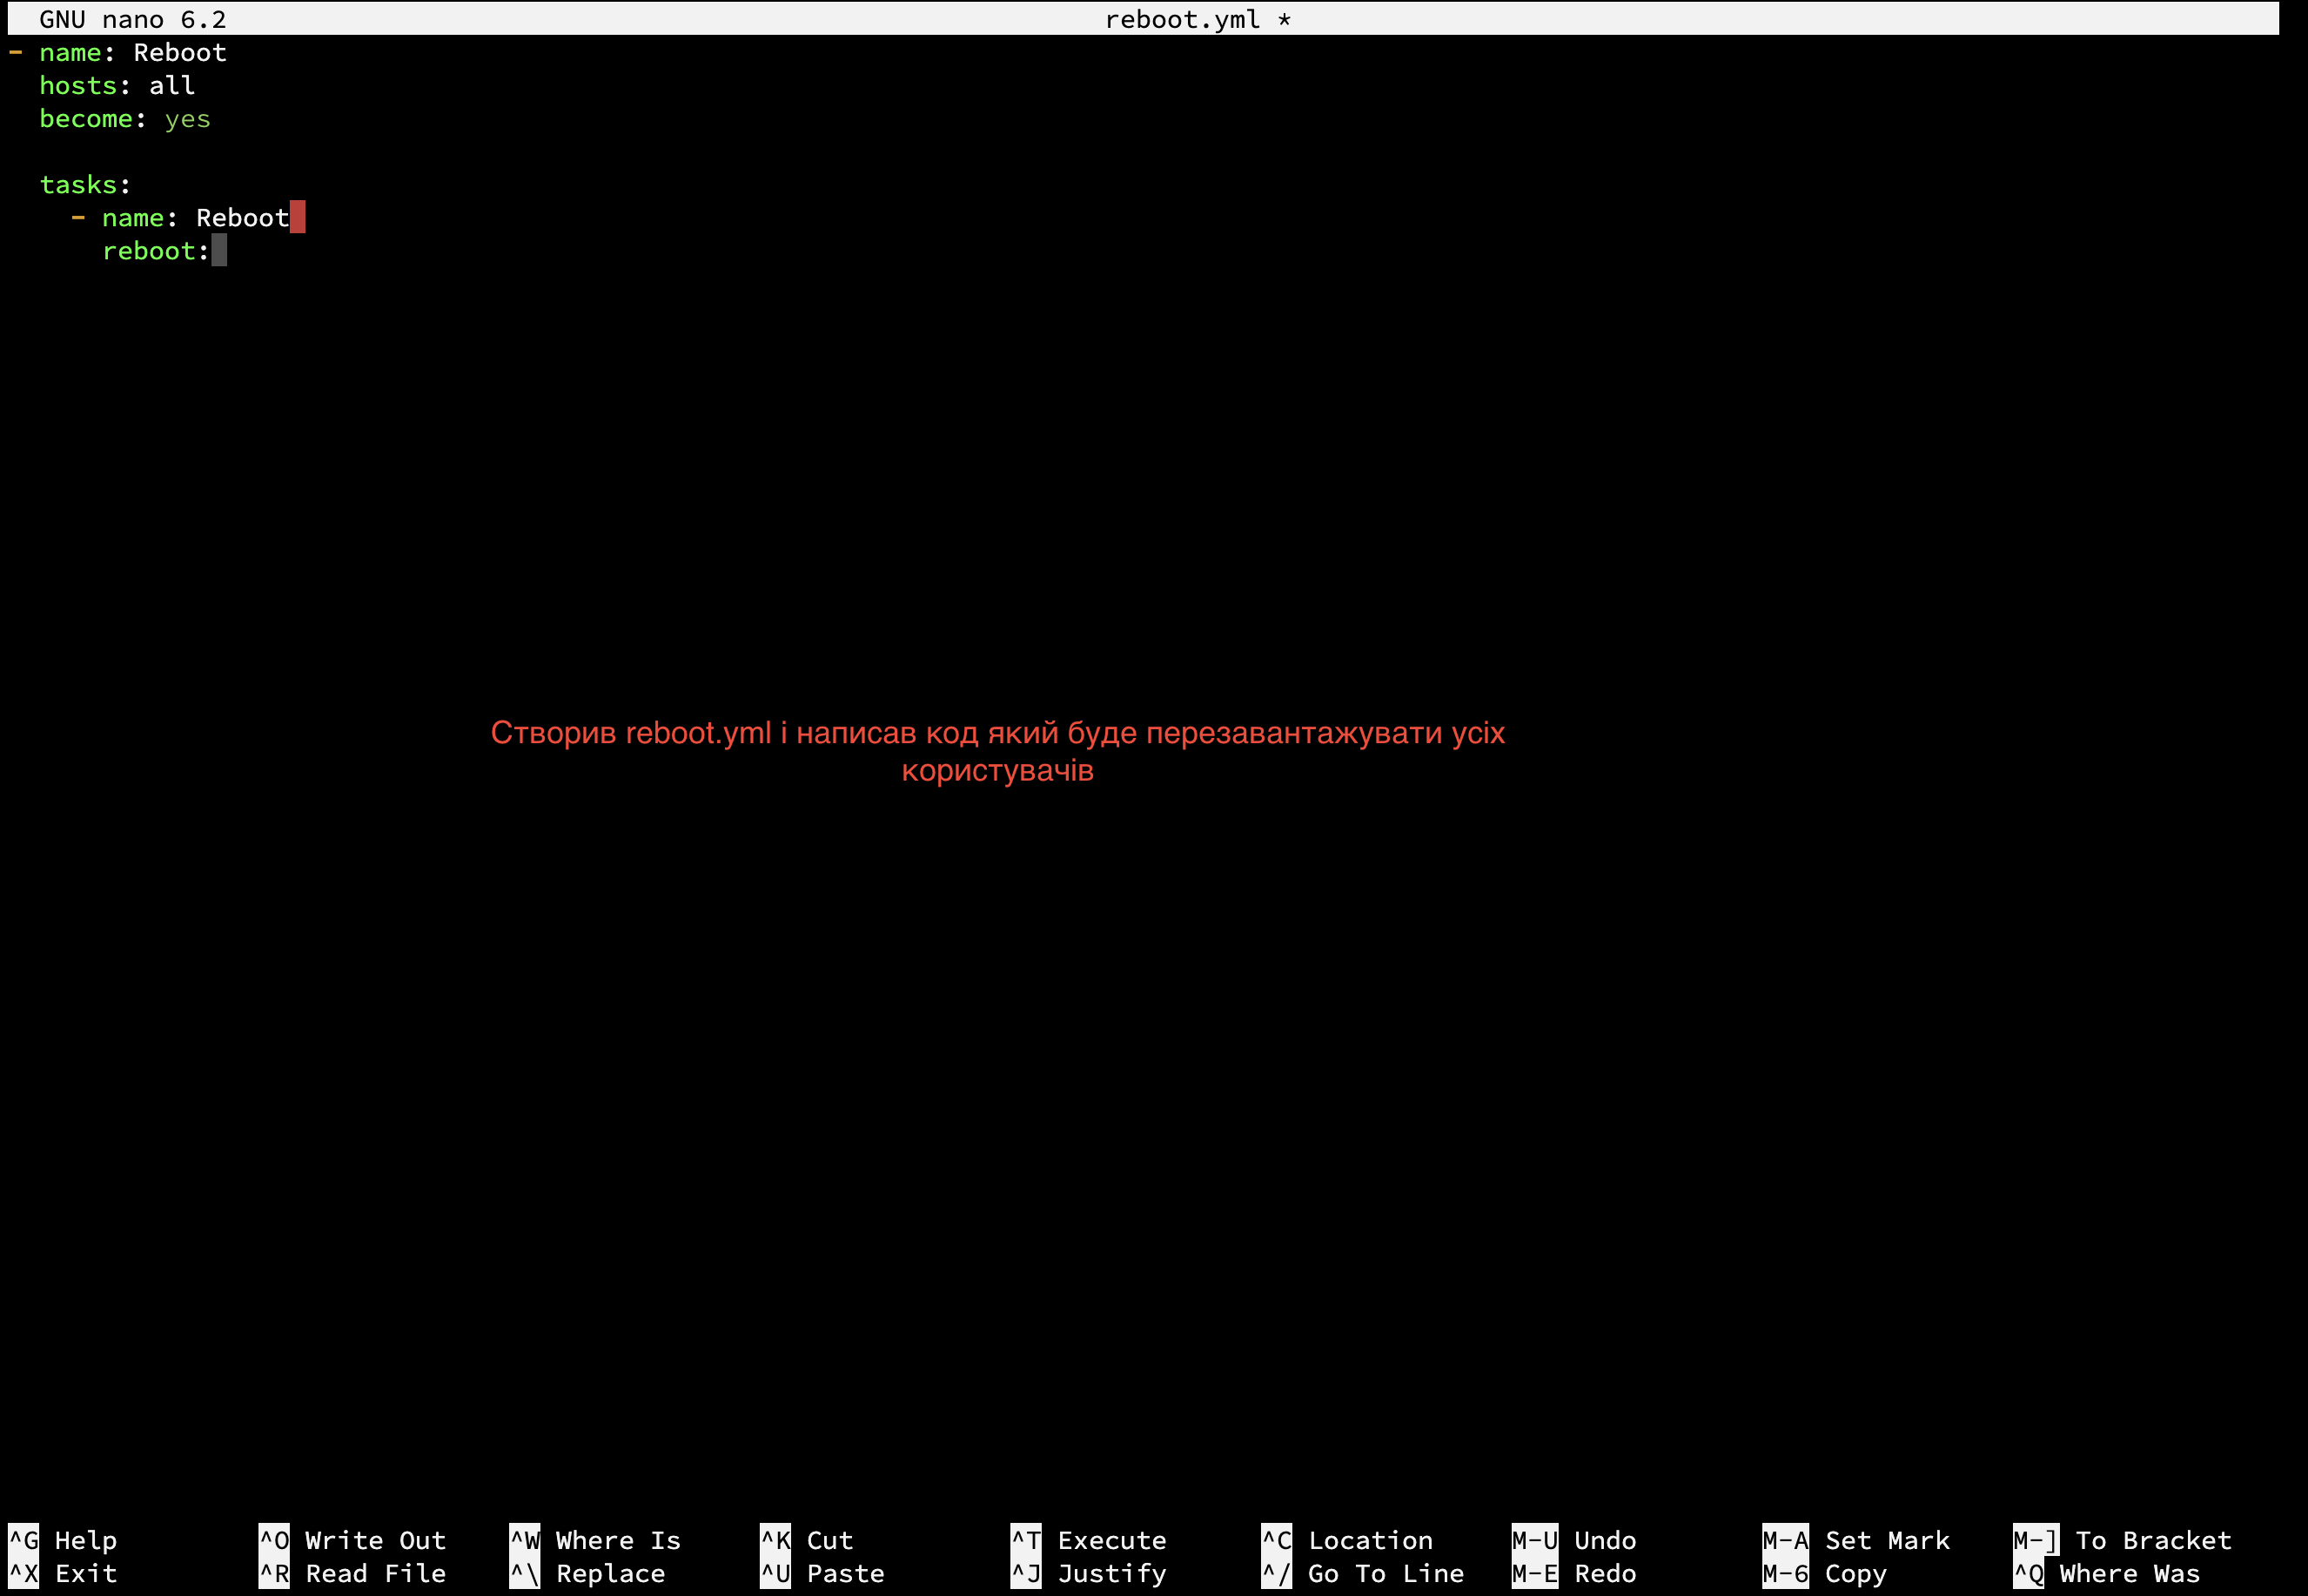 GNU nano 6.2 reboot.yml *
- name: Reboot
hosts: all
become: yes
tasks:
- name: Reboot
reboot:
Створив reboot.yml і написав код який буде перезавантажувати усіх
користувачів
^G Help ^O Write Out ^W Where Is ^K Cut ^T Execute ^C Location M-U Undo M-A Set Mark M-] To Bracket
^X Exit ^R Read File ^\ Replace ^U Paste ^J Justify ^/ Go To Line M-E Redo M-6 Copy ^Q Where Was